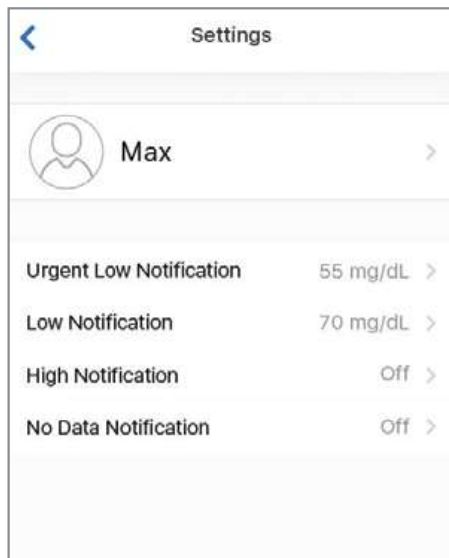 Settings
Max
Urgent Low Notification 55 mg/dL
Low Notification 70 mg/dL
High Notification Off
No Data Notification Off